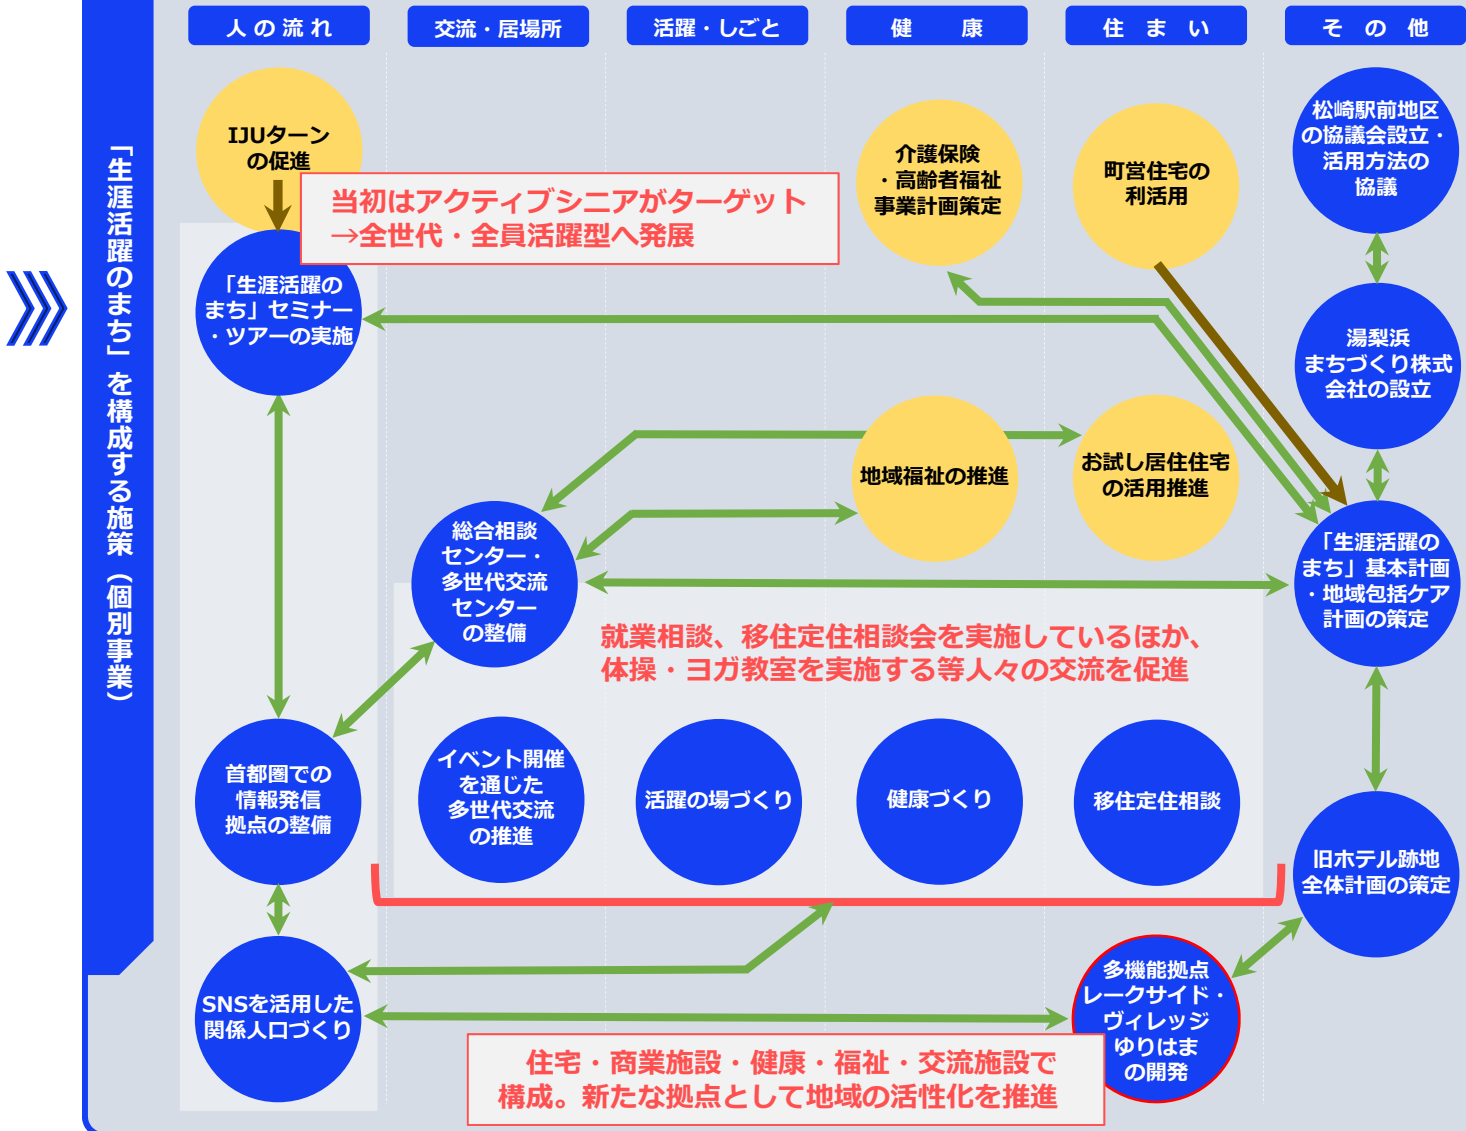 「生涯活躍のまち」を構成する施策（個別事業）
人の流れ
交流・居場所
活躍・しごと
健　康
住まい
その他
IJUターン
の促進
当初はアクティブシニアがターゲット
→全世代・全員活躍型へ発展
介護保険
・高齢者福祉
事業計画策定
町営住宅の
利活用
松崎駅前地区
の協議会設立・
活用方法の
協議
「生涯活躍の
まち」セミナー
・ツアーの実施
湯梨浜
まちづくり株式
会社の設立
地域福祉の推進
お試し居住住宅
の活用推進
総合相談
センター・
多世代交流
センター
の整備
「生涯活躍の
まち」基本計画
・地域包括ケア
計画の策定
就業相談、移住定住相談会を実施しているほか、
体操・ヨガ教室を実施する等人々の交流を促進
首都圏での
情報発信
拠点の整備
イベント開催
を通じた
多世代交流
の推進
活躍の場づくり
健康づくり
移住定住相談
旧ホテル跡地
全体計画の策定
SNSを活用した
関係人口づくり
多機能拠点
レークサイド・
ヴィレッジ
ゆりはま
の開発
住宅・商業施設・健康・福祉・交流施設で
構成。新たな拠点として地域の活性化を推進